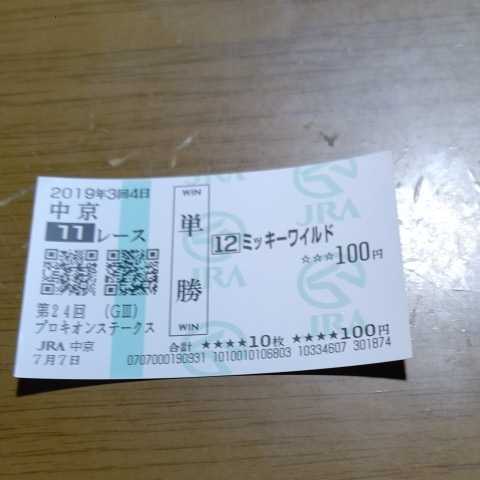 2019年3回4日
中京
11レース
第24回 (GⅢ)
プロキオンステークス
JRA 中京
7月7日
WIN
単勝
WIN
12 ミッキーワイルド
☆☆☆100円
合計 ★★★★10枚 ★★★★100円
0707000190931 1010010106803 10334607 301874
JRA
JRA
JRA